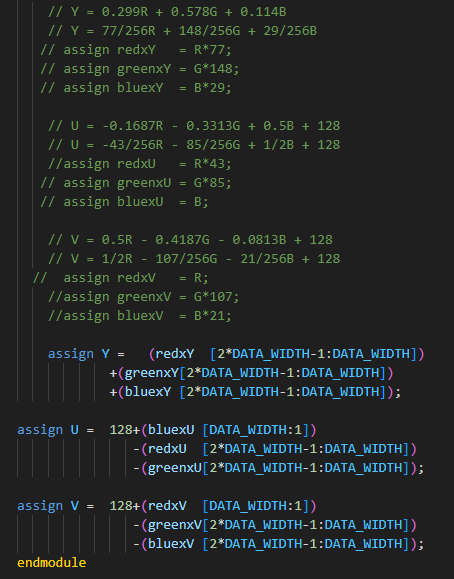 // Y = 0.299R + 0.578G + 0.114B
// Y = 77/256R + 148/256G + 29/256B
// assign redxY   = R*77;
// assign greenxY = G*148;
// assign bluexY  = B*29;

// U = -0.1687R - 0.3313G + 0.5B + 128
// U = -43/256R - 85/256G + 1/2B + 128
//assign redxU   = R*43;
// assign greenxU = G*85;
// assign bluexU  = B;

// V = 0.5R - 0.4187G - 0.0813B + 128
// V = 1/2R - 107/256G - 21/256B + 128
//  assign redxV   = R;
//assign greenxV = G*107;
//assign bluexV  = B*21;

assign Y =   (redxY  [2*DATA_WIDTH-1:DATA_WIDTH])
+(greenxY[2*DATA_WIDTH-1:DATA_WIDTH])
+(bluexY [2*DATA_WIDTH-1:DATA_WIDTH]);

assign U =  128+(bluexU [DATA_WIDTH:1])
-(redxU  [2*DATA_WIDTH-1:DATA_WIDTH])
-(greenxU[2*DATA_WIDTH-1:DATA_WIDTH]);

assign V =  128+(redxV  [DATA_WIDTH:1])
-(greenxV[2*DATA_WIDTH-1:DATA_WIDTH])
-(bluexV [2*DATA_WIDTH-1:DATA_WIDTH]);
endmodule